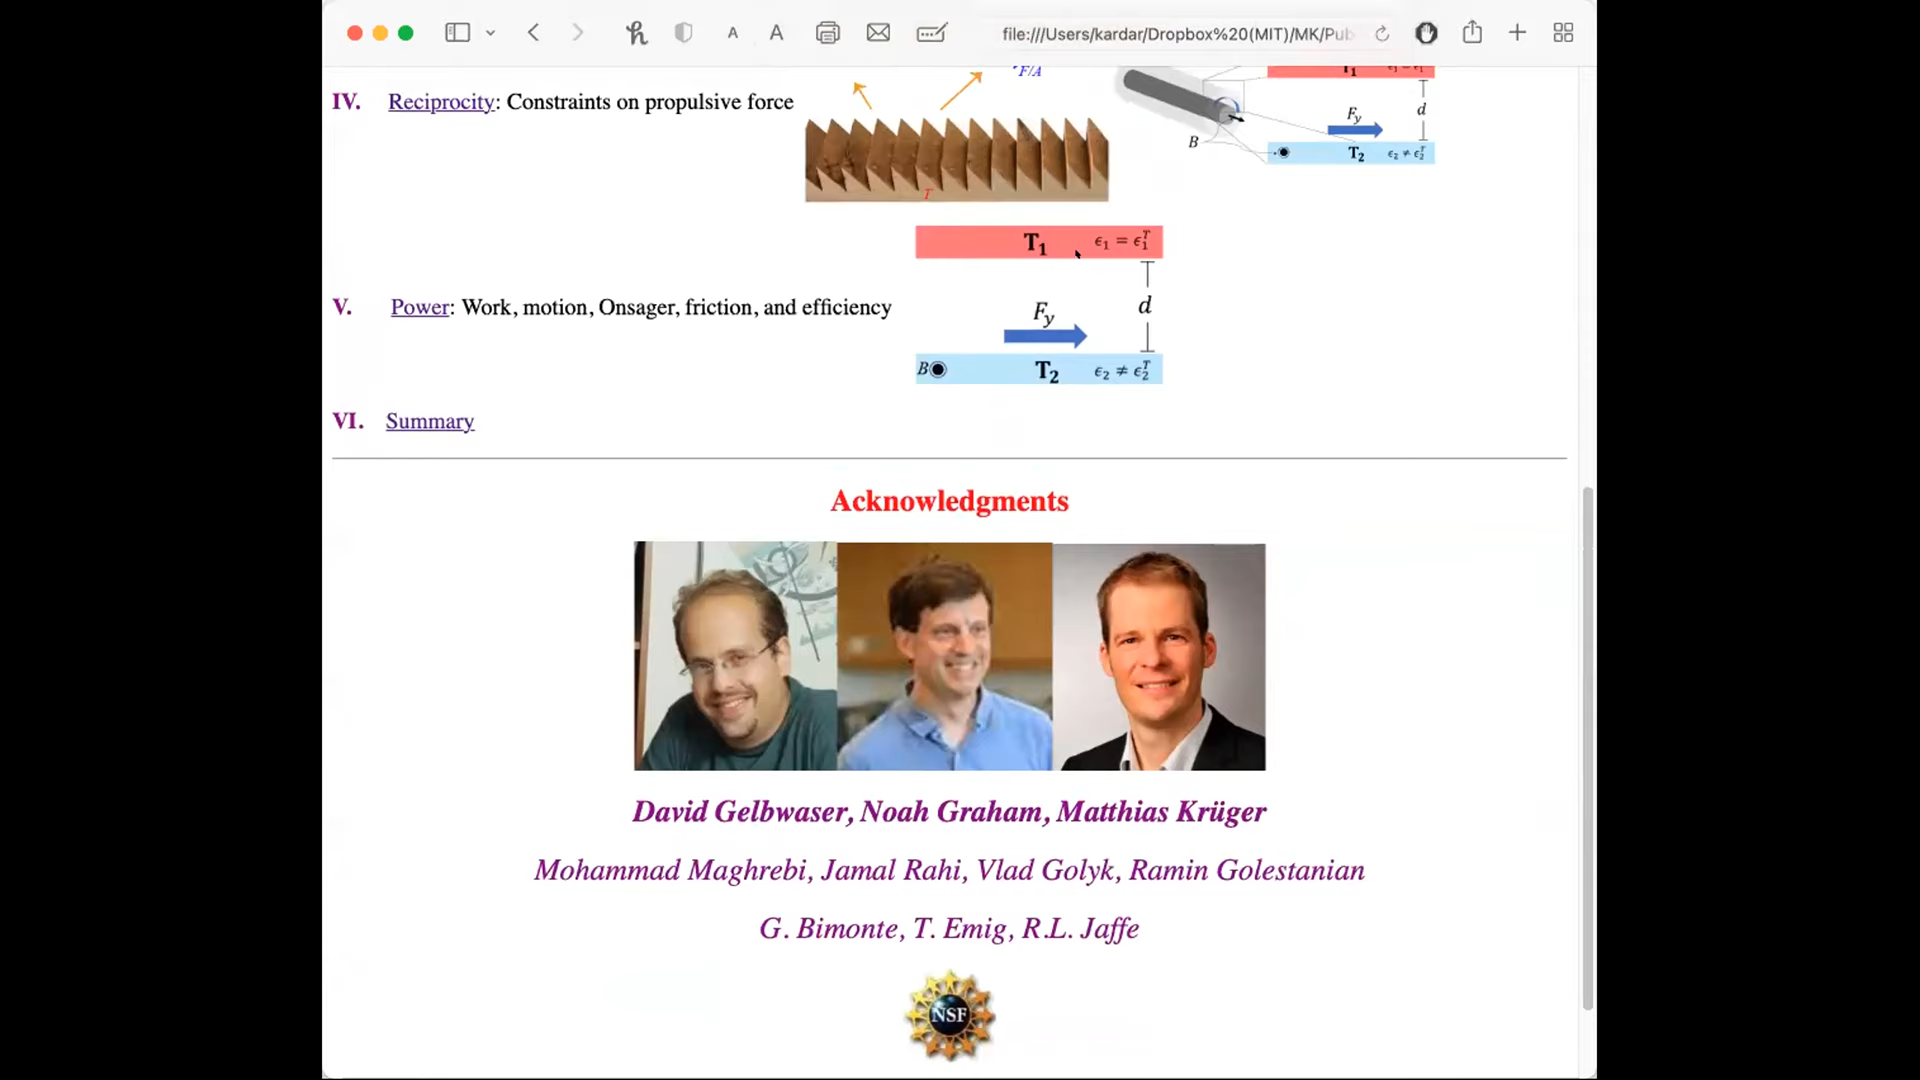 file:///Users/kardar/Dropbox%20(MIT)/MK/Pub
A A
F/A
T₁
IV. Reciprocity: Constraints on propulsive force
F_y
d
B
T₂ ϵ₂ ≠ ϵ₂ᵀ
T
T₁ ϵ₁ = ϵ₁ᵀ
V. Power: Work, motion, Onsager, friction, and efficiency
F_y
d
B T₂ ϵ₂ ≠ ϵ₂ᵀ
VI. Summary
Acknowledgments
David Gelbwaser, Noah Graham, Matthias Krüger
Mohammad Maghrebi, Jamal Rahi, Vlad Golyk, Ramin Golestanian
G. Bimonte, T. Emig, R.L. Jaffe
NSF